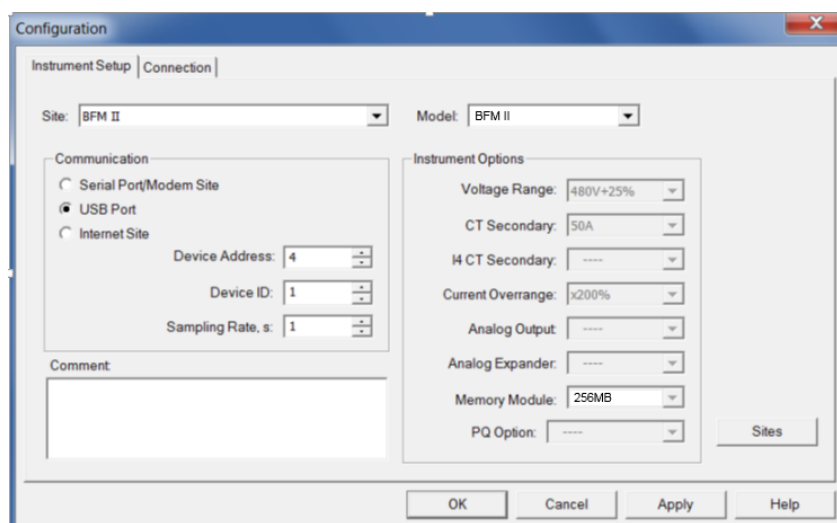 Configuration
Instrument Setup Connection
Site: BFM II Model: BFM II
Communication
Serial Port/Modem Site
USB Port
Internet Site
Device Address: 4
Device ID: 1
Sampling Rate, s: 1
Comment:
Instrument Options
Voltage Range: 480V+25%
CT Secondary: 50A
I4 CT Secondary: ----
Current Overrange: x200%
Analog Output: ----
Analog Expander: ----
Memory Module: 256MB
PQ Option: ----
Sites
OK Cancel Apply Help